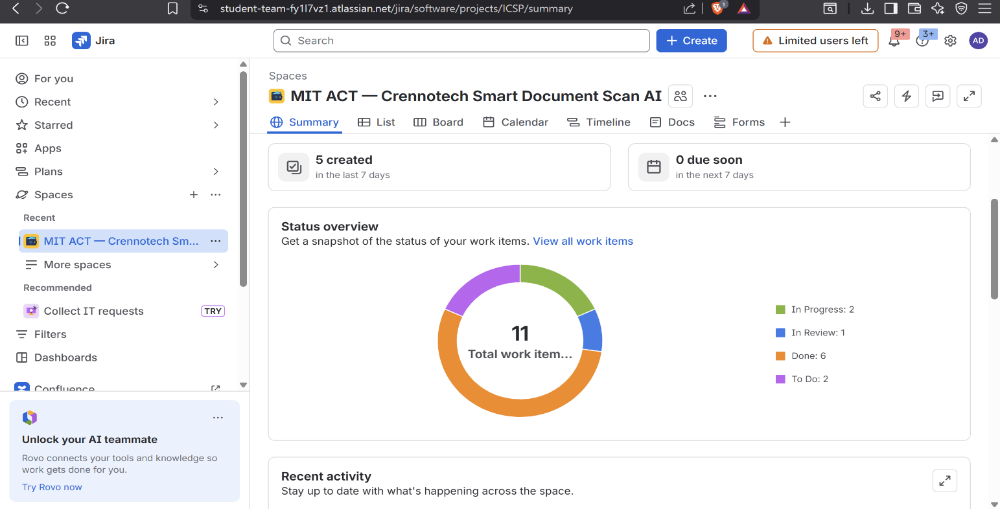 student-team-fy1l7vz1.atlassian.net/jira/software/projects/ICSP/summary
1
Jira
Search
Create
Limited users left
9+
3+
AD
For you
Recent
Starred
Apps
Plans
Spaces
Recent
MIT ACT — Crennotech Sm...
More spaces
Recommended
Collect IT requests
TRY
Filters
Dashboards
Confluence
Unlock your AI teammate
Rovo connects your tools and knowledge so
work gets done for you.
Try Rovo now
Spaces
MIT ACT — Crennotech Smart Document Scan AI
Summary
List
Board
Calendar
Timeline
Docs
Forms
5 created
in the last 7 days
0 due soon
in the next 7 days
Status overview
Get a snapshot of the status of your work items. View all work items
11
Total work item...
In Progress: 2
In Review: 1
Done: 6
To Do: 2
Recent activity
Stay up to date with what's happening across the space.